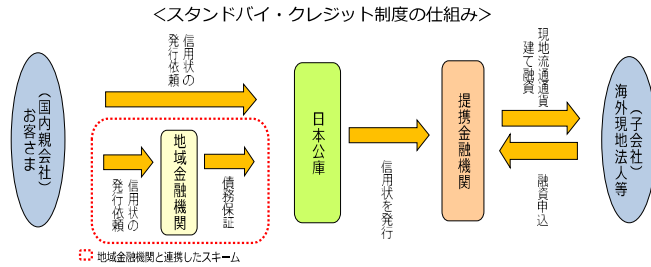 ＜スタンドバイ・クレジット制度の仕組み＞
お客さま
（国内親会社）
信用状の
発行依頼
信用状の
発行依頼
地域金融機関
債務保証
日本公庫
信用状を発行
提携金融機関
現地流通通貨
建て融資
融資申込
海外現地法人等
（子会社）
地域金融機関と連携したスキーム